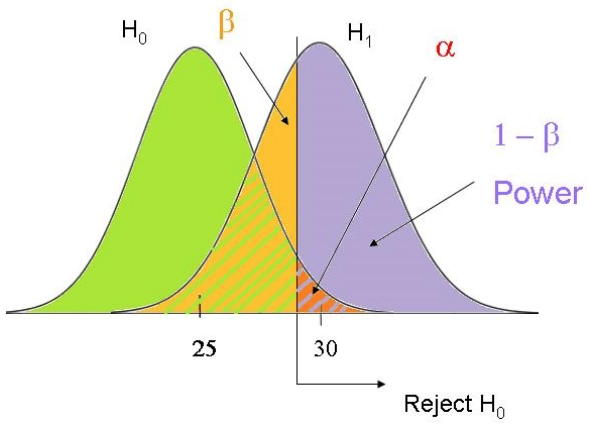 H₀
β
H₁
α
1 – β
Power
25
30
Reject H₀